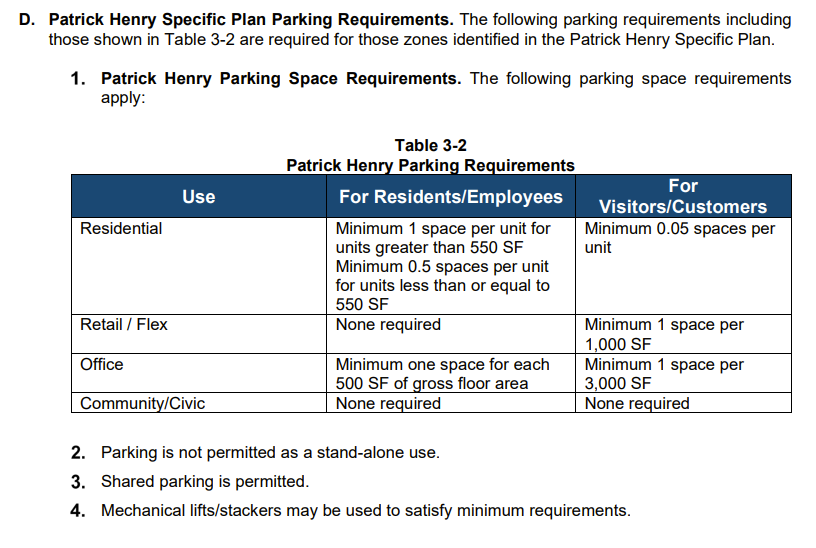 D. Patrick Henry Specific Plan Parking Requirements. The following parking requirements including
those shown in Table 3-2 are required for those zones identified in the Patrick Henry Specific Plan.
1. Patrick Henry Parking Space Requirements. The following parking space requirements
apply:
Table 3-2
Patrick Henry Parking Requirements
Use
For Residents/Employees
For
Visitors/Customers
Residential
Minimum 1 space per unit for
units greater than 550 SF
Minimum 0.5 spaces per unit
for units less than or equal to
550 SF
Minimum 0.05 spaces per
unit
Retail / Flex
None required
Minimum 1 space per
1,000 SF
Office
Minimum one space for each
500 SF of gross floor area
Minimum 1 space per
3,000 SF
Community/Civic
None required
None required
2. Parking is not permitted as a stand-alone use.
3. Shared parking is permitted.
4. Mechanical lifts/stackers may be used to satisfy minimum requirements.